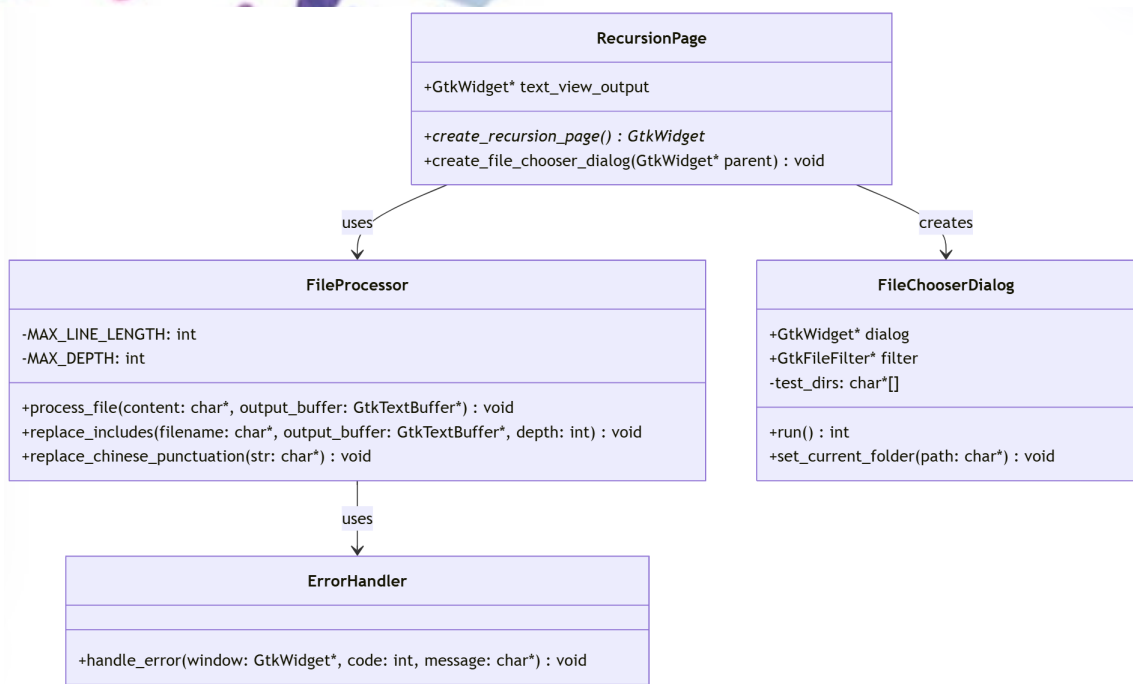 RecursionPage
+GtkWidget* text_view_output
+create_recursion_page() : GtkWidget
+create_file_chooser_dialog(GtkWidget* parent) : void
uses
creates
FileProcessor
-MAX_LINE_LENGTH: int
-MAX_DEPTH: int
+process_file(content: char*, output_buffer: GtkTextBuffer*) : void
+replace_includes(filename: char*, output_buffer: GtkTextBuffer*, depth: int) : void
+replace_chinese_punctuation(str: char*) : void
FileChooserDialog
+GtkWidget* dialog
+GtkFileFilter* filter
-test_dirs: char*[]
+run() : int
+set_current_folder(path: char*) : void
uses
ErrorHandler
+handle_error(window: GtkWidget*, code: int, message: char*) : void